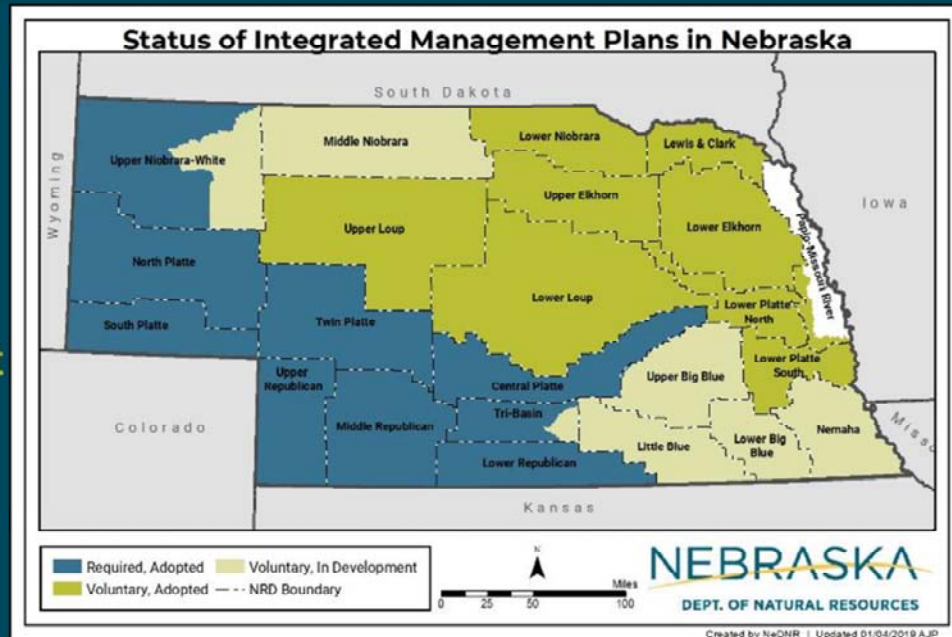 Status of Integrated Management Plans in Nebraska
South Dakota
Wyoming
Iowa
Colorado
Kansas
Misso
Upper Niobrara-White
Middle Niobrara
Lower Niobrara
Lewis & Clark
Upper Elkhorn
Lower Elkhorn
Papio-Missouri River
Upper Loup
North Platte
Lower Loup
Lower Platte
North
South Platte
Twin Platte
Lower Platte
South
Upper
Republican
Central Platte
Upper Big Blue
Tri-Basin
Middle Republican
Nemaha
Little Blue
Lower Big
Blue
Lower Republican
Required, Adopted
Voluntary, In Development
Voluntary, Adopted
NRD Boundary
N
Miles
0 25 50 100
NEBRASKA
DEPT. OF NATURAL RESOURCES
Created by NeDNR | Updated 01/04/2019 AJP